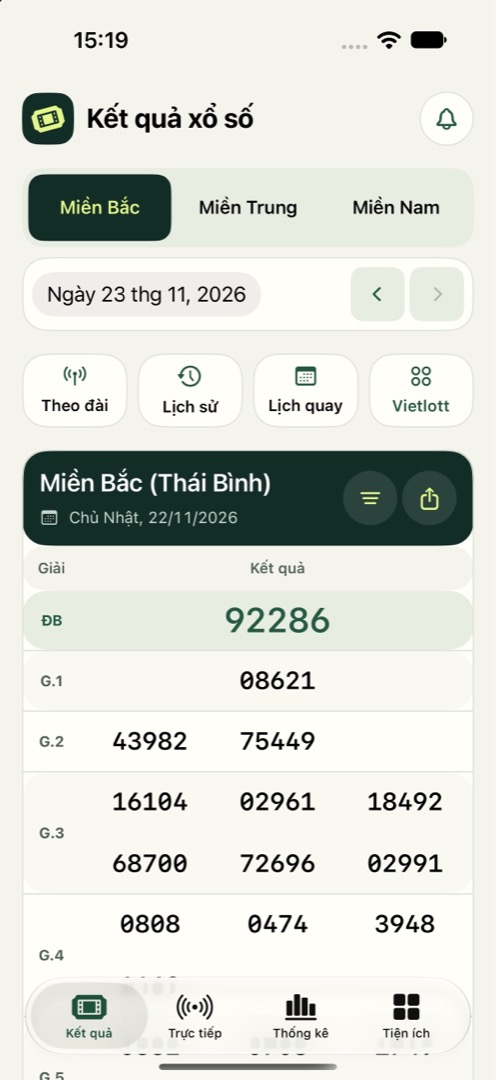 15:19
Kết quả xổ số
Miền Bắc Miền Trung Miền Nam
Ngày 23 thg 11, 2026
Theo đài Lịch sử Lịch quay Vietlott
Miền Bắc (Thái Bình)
Chủ Nhật, 22/11/2026
Giải Kết quả
ĐB 92286
G.1 08621
G.2 43982 75449
16104 02961 18492
G.3
68700 72696 02991
0808 0474 3948
G.4
Kết quả Trực tiếp Thống kê Tiện ích
G.5